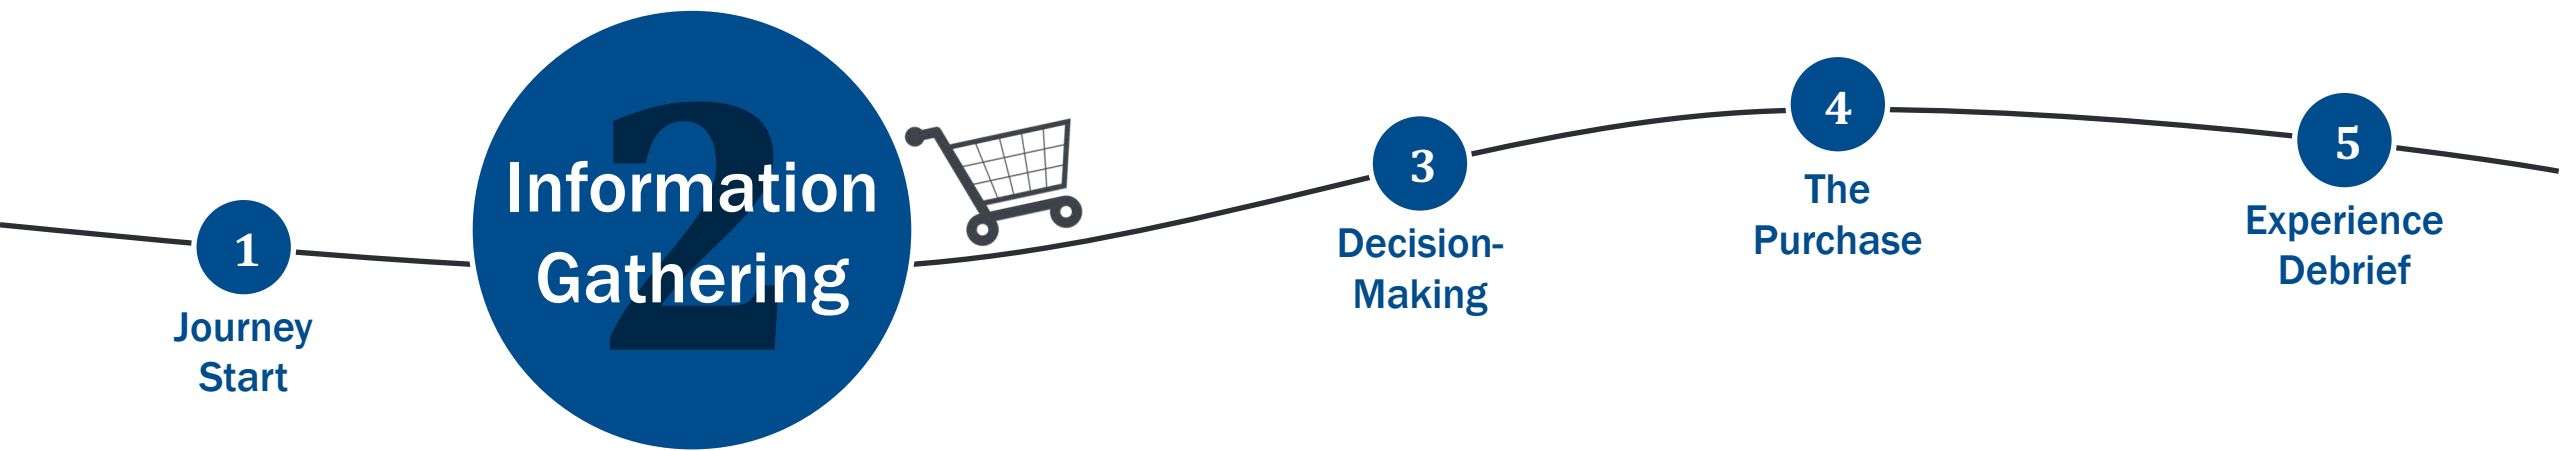 1
Journey
Start
2
Information
Gathering
3
Decision-
Making
4
The
Purchase
5
Experience
Debrief